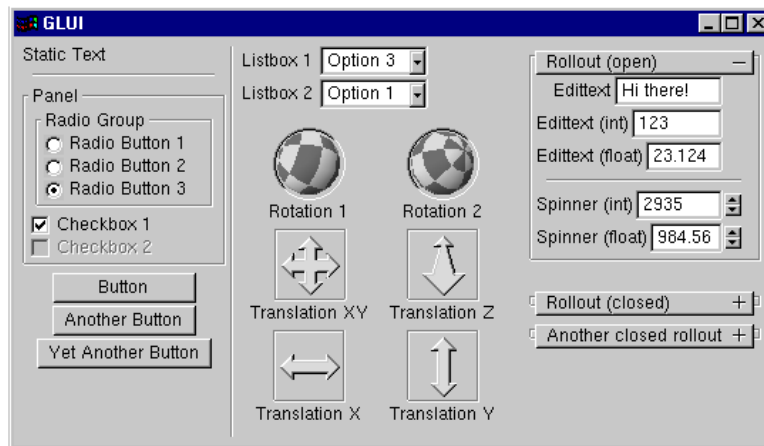 GLUI
Static Text
Panel
Radio Group
Radio Button 1
Radio Button 2
Radio Button 3
Checkbox 1
Checkbox 2
Button
Another Button
Yet Another Button
Listbox 1 Option 3
Listbox 2 Option 1
Rotation 1 Rotation 2
Translation XY Translation Z
Translation X Translation Y
Rollout (open)
Edittext Hi there!
Edittext (int) 123
Edittext (float) 23.124
Spinner (int) 2935
Spinner (float) 984.56
Rollout (closed)
Another closed rollout